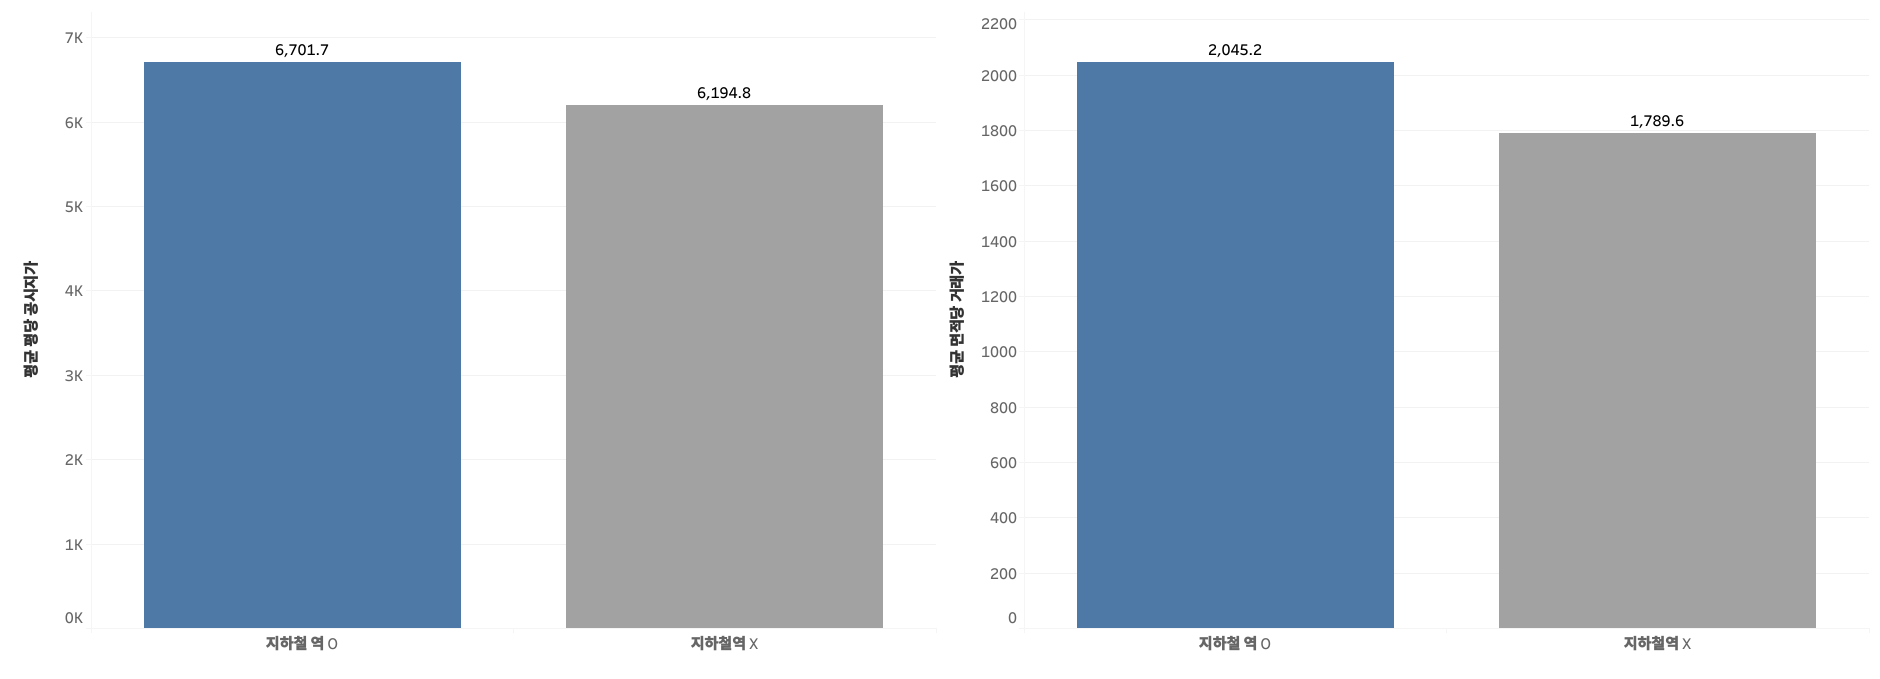 평균 평당 공시지가
7K
6K
5K
4K
3K
2K
1K
0K
6,701.7
6,194.8
지하철 역 O
지하철역 X
평균 면적당 거래가
2200
2000
1800
1600
1400
1200
1000
800
600
400
200
0
2,045.2
1,789.6
지하철 역 O
지하철역 X